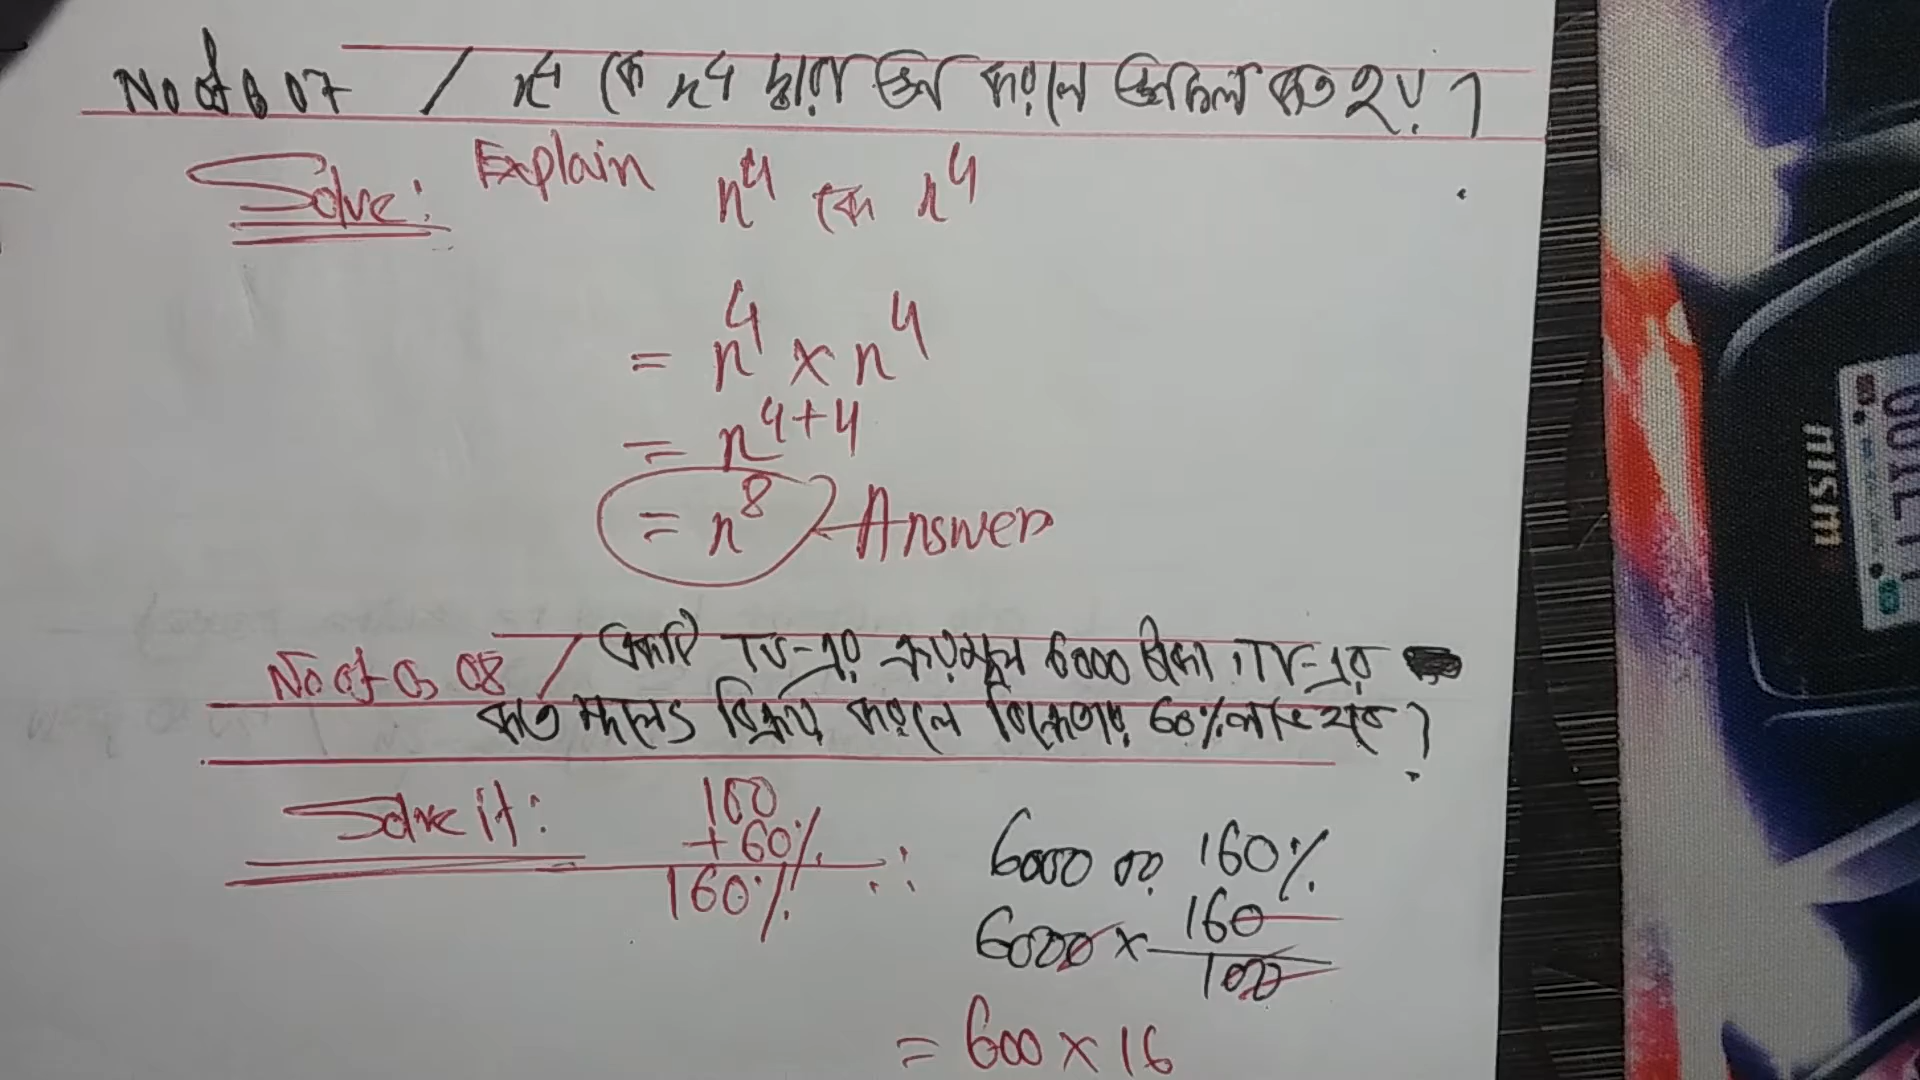 No of Q 07 / x⁴ কে x⁴ দ্বারা গুন করলে গুনফল কত হবে ?
Solve: Explain x⁴ কে x⁴
= x⁴ × x⁴
= x⁴⁺⁴
= x⁸ Answer
No of Q 08 / একটি TV-এর ক্রয়মূল্য 6000 টাকা । TV-এর
কত বিক্রয় করলে বিক্রেতার 60% লাভ হবে ?
Solve it:
100
+ 60%
160%
∴ 6000 এর 160%
6000 × 160/100
= 600 × 16
mism